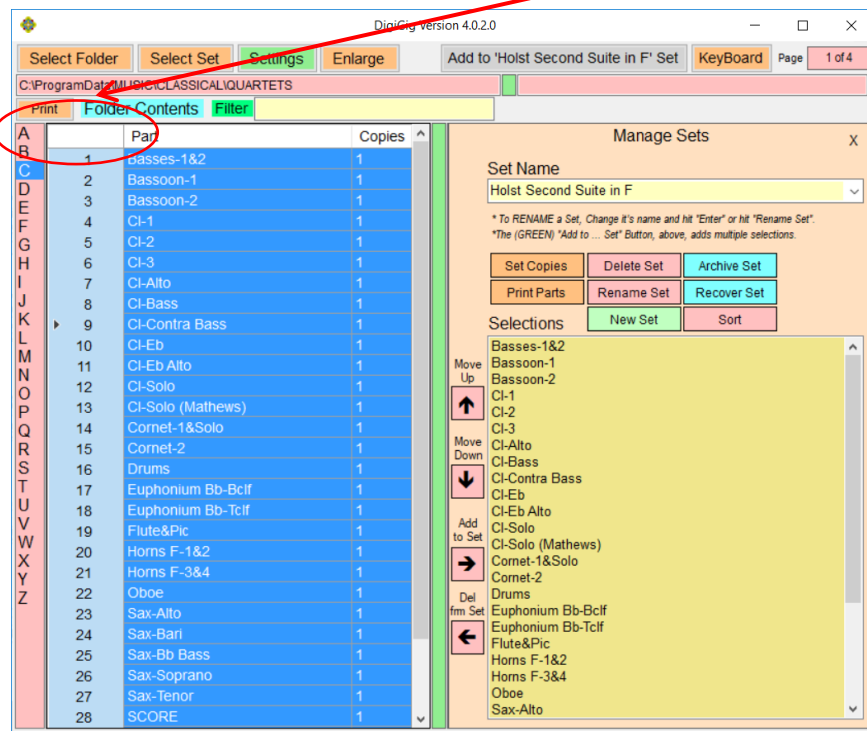 DigiGig Version 4.0.2.0
Select Folder Select Set Settings Enlarge Add to 'Holst Second Suite in F' Set KeyBoard Page 1 of 4
C:\ProgramData\MUSIC\CLASSICAL\QUARTETS
Print Folder Contents Filter
A
B
C
D
E
F
G
H
I
J
K
L
M
N
O
P
Q
R
S
T
U
V
W
X
Y
Z
Part Copies
1 Basses-1&2 1
2 Bassoon-1 1
3 Bassoon-2 1
4 Cl-1 1
5 Cl-2 1
6 Cl-3 1
7 Cl-Alto 1
8 Cl-Bass 1
9 Cl-Contra Bass 1
10 Cl-Eb 1
11 Cl-Eb Alto 1
12 Cl-Solo 1
13 Cl-Solo (Mathews) 1
14 Cornet-1&Solo 1
15 Cornet-2 1
16 Drums 1
17 Euphonium Bb-Bclf 1
18 Euphonium Bb-Tclf 1
19 Flute&Pic 1
20 Horns F-1&2 1
21 Horns F-3&4 1
22 Oboe 1
23 Sax-Alto 1
24 Sax-Bari 1
25 Sax-Bb Bass 1
26 Sax-Soprano 1
27 Sax-Tenor 1
28 SCORE 1
Manage Sets X
Set Name
Holst Second Suite in F
* To RENAME a Set, Change it's name and hit "Enter" or hit "Rename Set".
*The (GREEN) "Add to ... Set" Button, above, adds multiple selections.
Set Copies Delete Set Archive Set
Print Parts Rename Set Recover Set
Selections New Set Sort
Move Up
Move Down
Add to Set
Del frm Set
Basses-1&2
Bassoon-1
Bassoon-2
Cl-1
Cl-2
Cl-3
Cl-Alto
Cl-Bass
Cl-Contra Bass
Cl-Eb
Cl-Eb Alto
Cl-Solo
Cl-Solo (Mathews)
Cornet-1&Solo
Cornet-2
Drums
Euphonium Bb-Bclf
Euphonium Bb-Tclf
Flute&Pic
Horns F-1&2
Horns F-3&4
Oboe
Sax-Alto